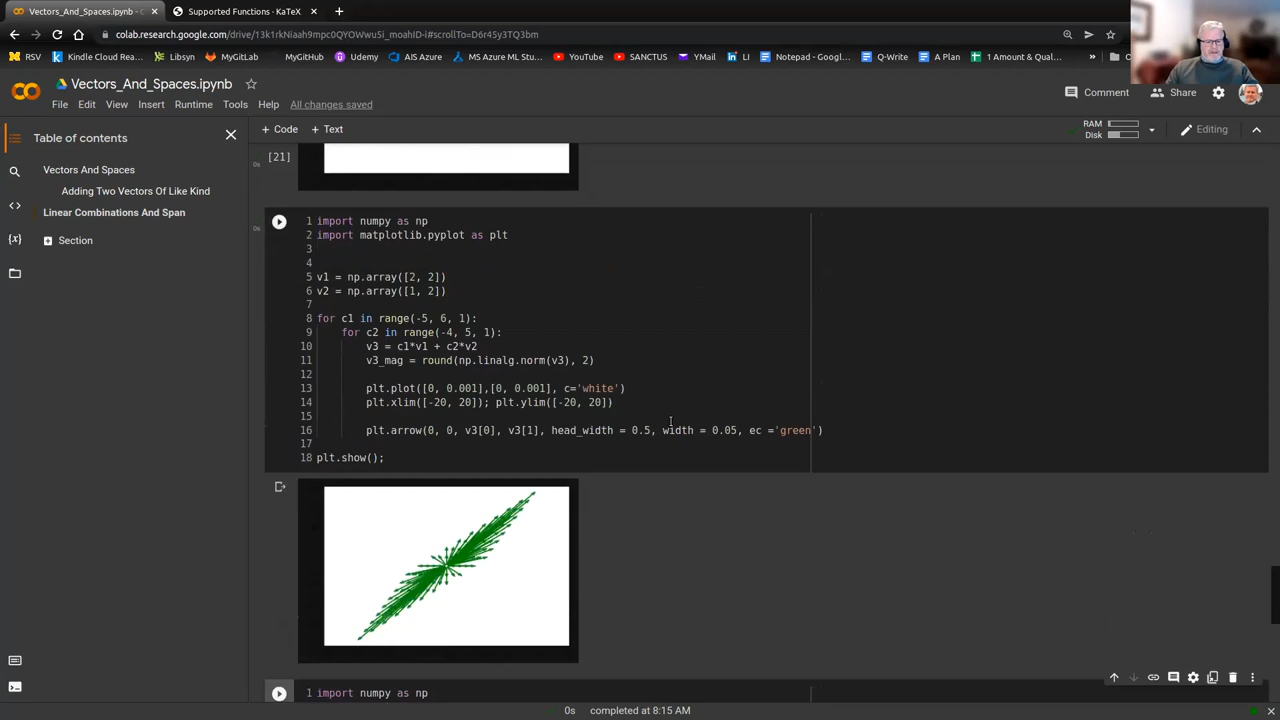 Vectors_And_Spaces.ipynb - C
Supported Functions - KaTeX
colab.research.google.com/drive/13k1rkNiaah9mpc0QYOWwu5i_moahID-i#scrollTo=D6r45y3TQ3bm
RSV
Kindle Cloud Rea...
Libsyn
MyGitLab
MyGitHub
Udemy
AIS Azure
MS Azure ML Stu...
YouTube
SANCTUS
YMail
LI
Notepad - Googl...
Q-Write
A Plan
1 Amount & Qual...
»
Vectors_And_Spaces.ipynb
File Edit View Insert Runtime Tools Help All changes saved
Comment
Share
Table of contents
+ Code + Text
RAM
Disk
Editing
Vectors And Spaces
Adding Two Vectors Of Like Kind
Linear Combinations And Span
Section
[21]
0s
0s
1 import numpy as np
2 import matplotlib.pyplot as plt
3
4
5 v1 = np.array([2, 2])
6 v2 = np.array([1, 2])
7
8 for c1 in range(-5, 6, 1):
9 for c2 in range(-4, 5, 1):
10 v3 = c1*v1 + c2*v2
11 v3_mag = round(np.linalg.norm(v3), 2)
12
13 plt.plot([0, 0.001],[0, 0.001], c='white')
14 plt.xlim([-20, 20]); plt.ylim([-20, 20])
15
16 plt.arrow(0, 0, v3[0], v3[1], head_width = 0.5, width = 0.05, ec ='green')
17
18 plt.show();
1 import numpy as np
0s completed at 8:15 AM